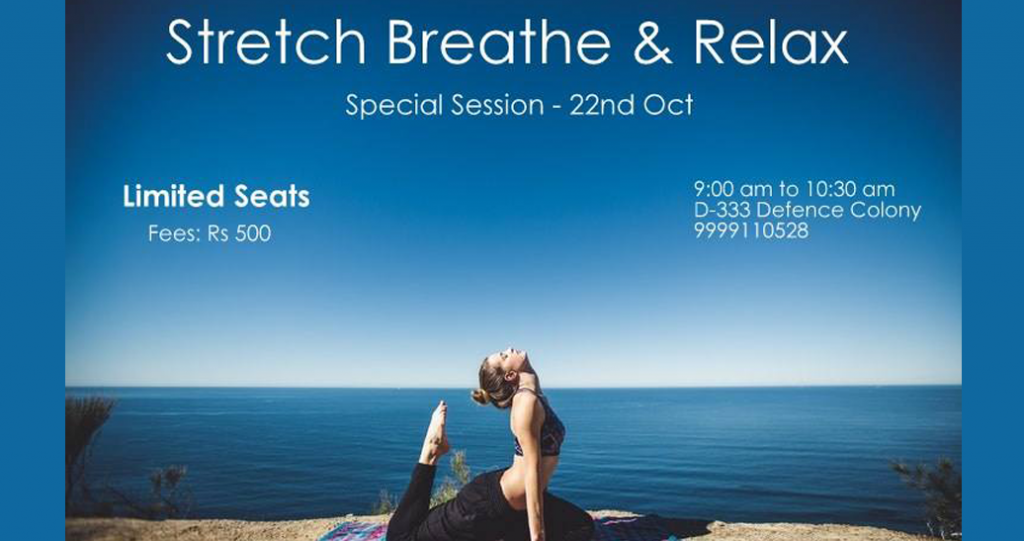 Stretch Breathe & Relax
Special Session - 22nd Oct
Limited Seats
Fees: Rs 500
9:00 am to 10:30 am
D-333 Defence Colony
9999110528